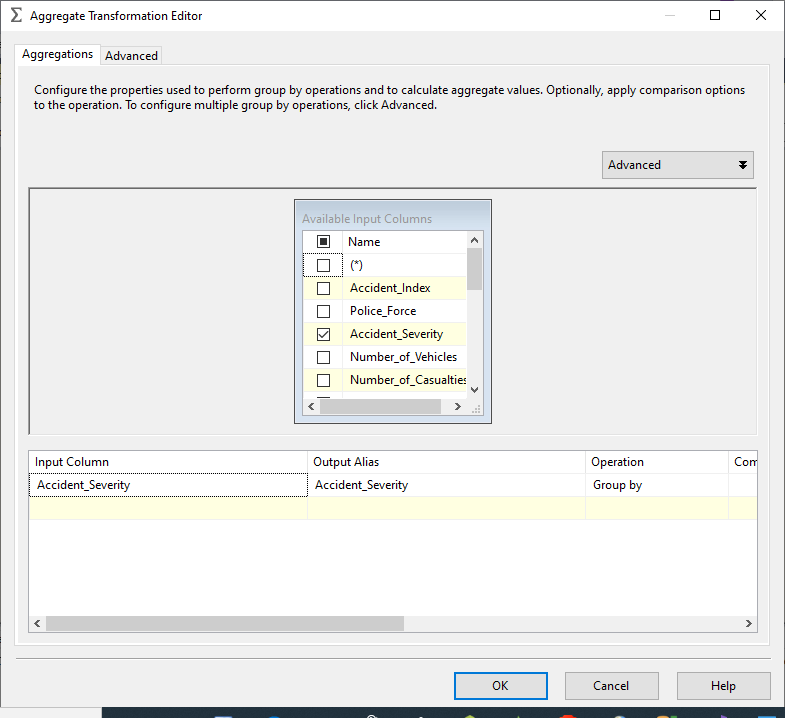 Aggregate Transformation Editor
Aggregations
Advanced
Configure the properties used to perform group by operations and to calculate aggregate values. Optionally, apply comparison options
to the operation. To configure multiple group by operations, click Advanced.
Advanced
Available Input Columns
Name
(*)
Accident_Index
Police_Force
Accident_Severity
Number_of_Vehicles
Number_of_Casualties
Input Column Output Alias Operation Com
Accident_Severity Accident_Severity Group by
OK Cancel Help